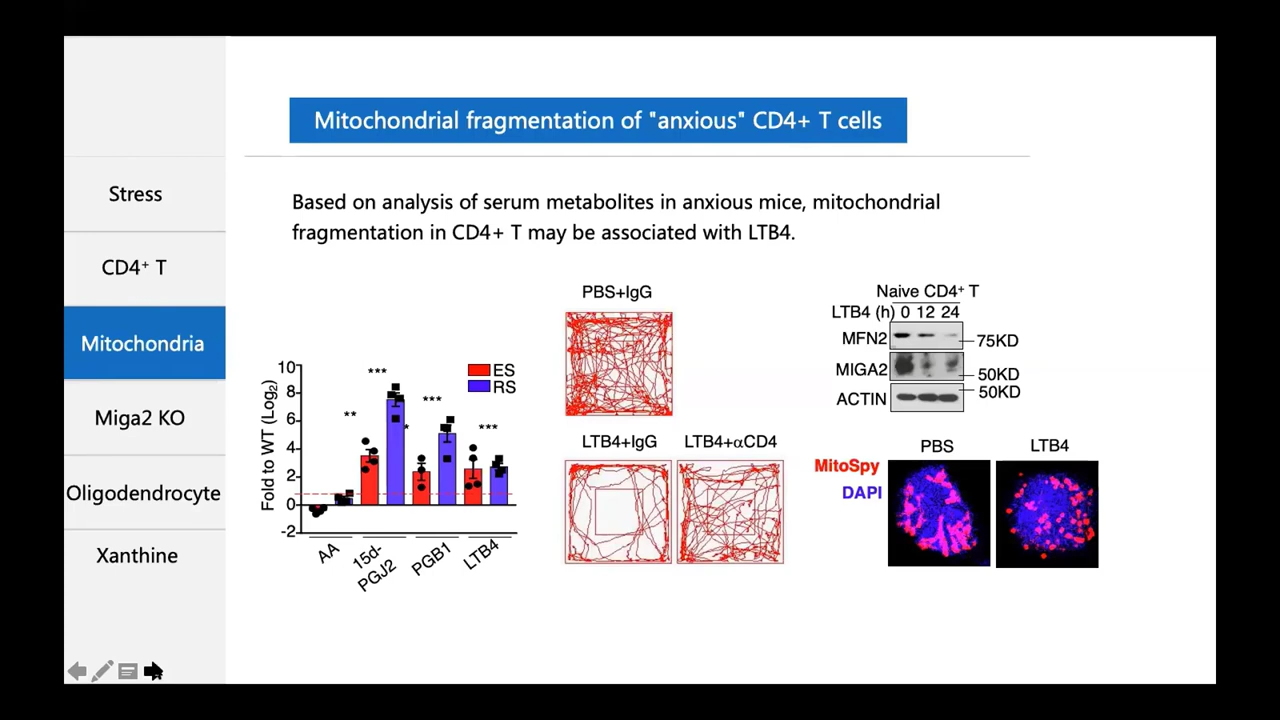 Mitochondrial fragmentation of "anxious" CD4+ T cells
Stress
CD4⁺ T
Mitochondria
Miga2 KO
Oligodendrocyte
Xanthine
Based on analysis of serum metabolites in anxious mice, mitochondrial
fragmentation in CD4+ T may be associated with LTB4.
Fold to WT (Log₂)
10
8
6
4
2
0
-2
**
***
*
***
***
ES
RS
AA
15d-
PGJ2
PGB1
LTB4
PBS+IgG
LTB4+IgG
LTB4+αCD4
Naive CD4⁺ T
LTB4 (h) 0 12 24
MFN2
75KD
MIGA2
50KD
ACTIN
50KD
PBS
LTB4
MitoSpy
DAPI